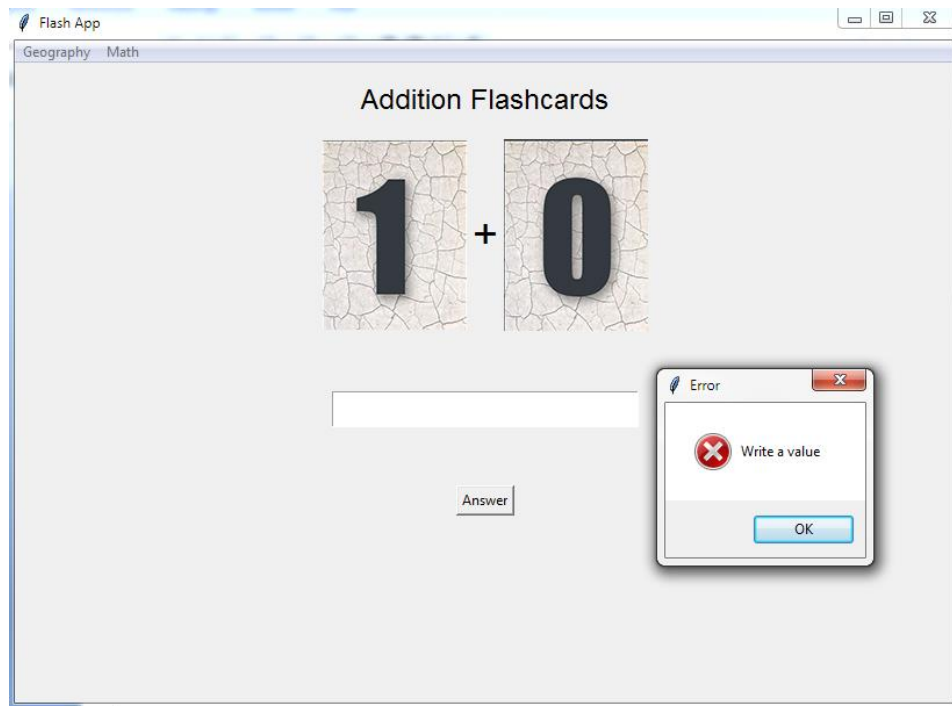 Flash App
Geography Math
Addition Flashcards
1 + 0
Error
Write a value
OK
Answer